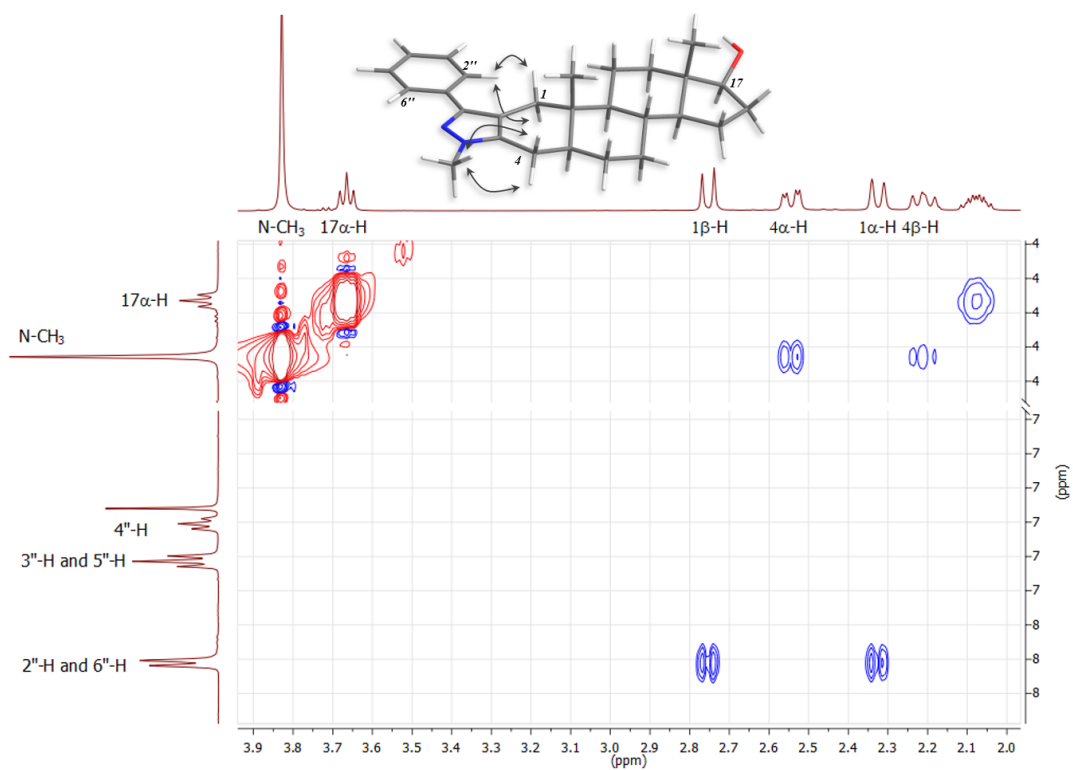 2''
6''
1
4
17
N-CH3 17α-H 1β-H 4α-H 1α-H 4β-H
17α-H
N-CH3
4"-H
3"-H and 5"-H
2"-H and 6"-H
4
4
4
4
4
7
7
7
7
7
7
8
8
8
(ppm)
3.9 3.8 3.7 3.6 3.5 3.4 3.3 3.2 3.1 3.0 2.9 2.8 2.7 2.6 2.5 2.4 2.3 2.2 2.1 2.0
(ppm)